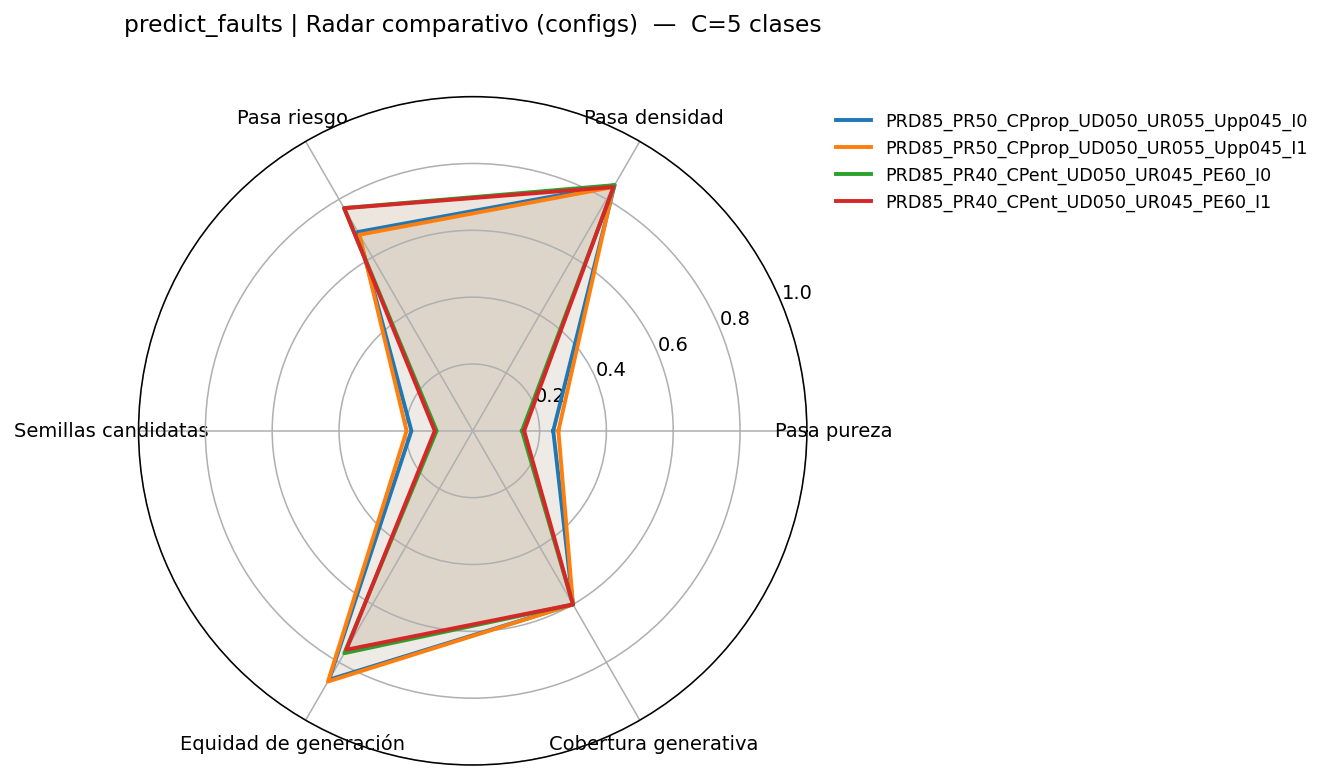 predict_faults | Radar comparativo (configs)  —  C=5 clases
Pasa riesgo
Pasa densidad
PRD85_PR50_CPprop_UD050_UR055_Upp045_I0
PRD85_PR50_CPprop_UD050_UR055_Upp045_I1
PRD85_PR40_CPent_UD050_UR045_PE60_I0
PRD85_PR40_CPent_UD050_UR045_PE60_I1
1.0
0.8
0.6
0.4
0.2
Semillas candidatas
Pasa pureza
Equidad de generación
Cobertura generativa